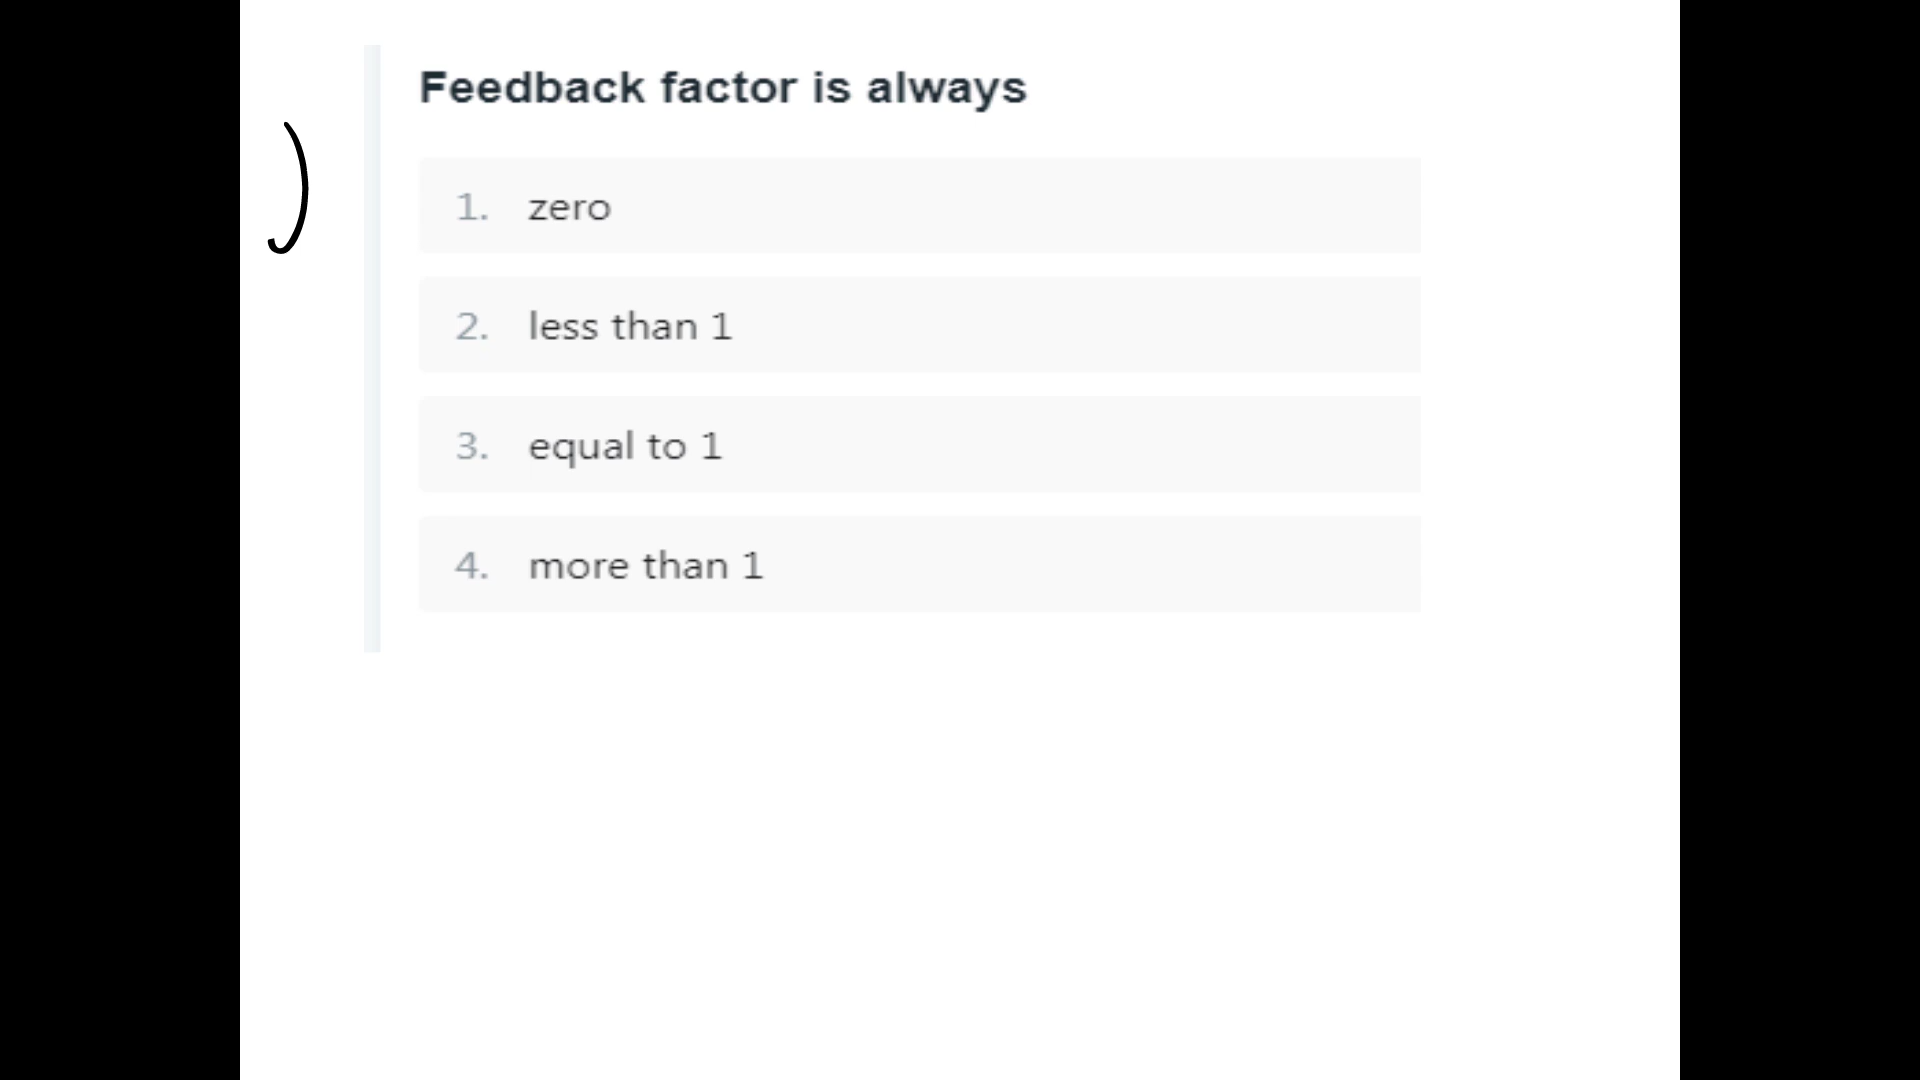 Feedback factor is always
)
1. zero
2. less than 1
3. equal to 1
4. more than 1